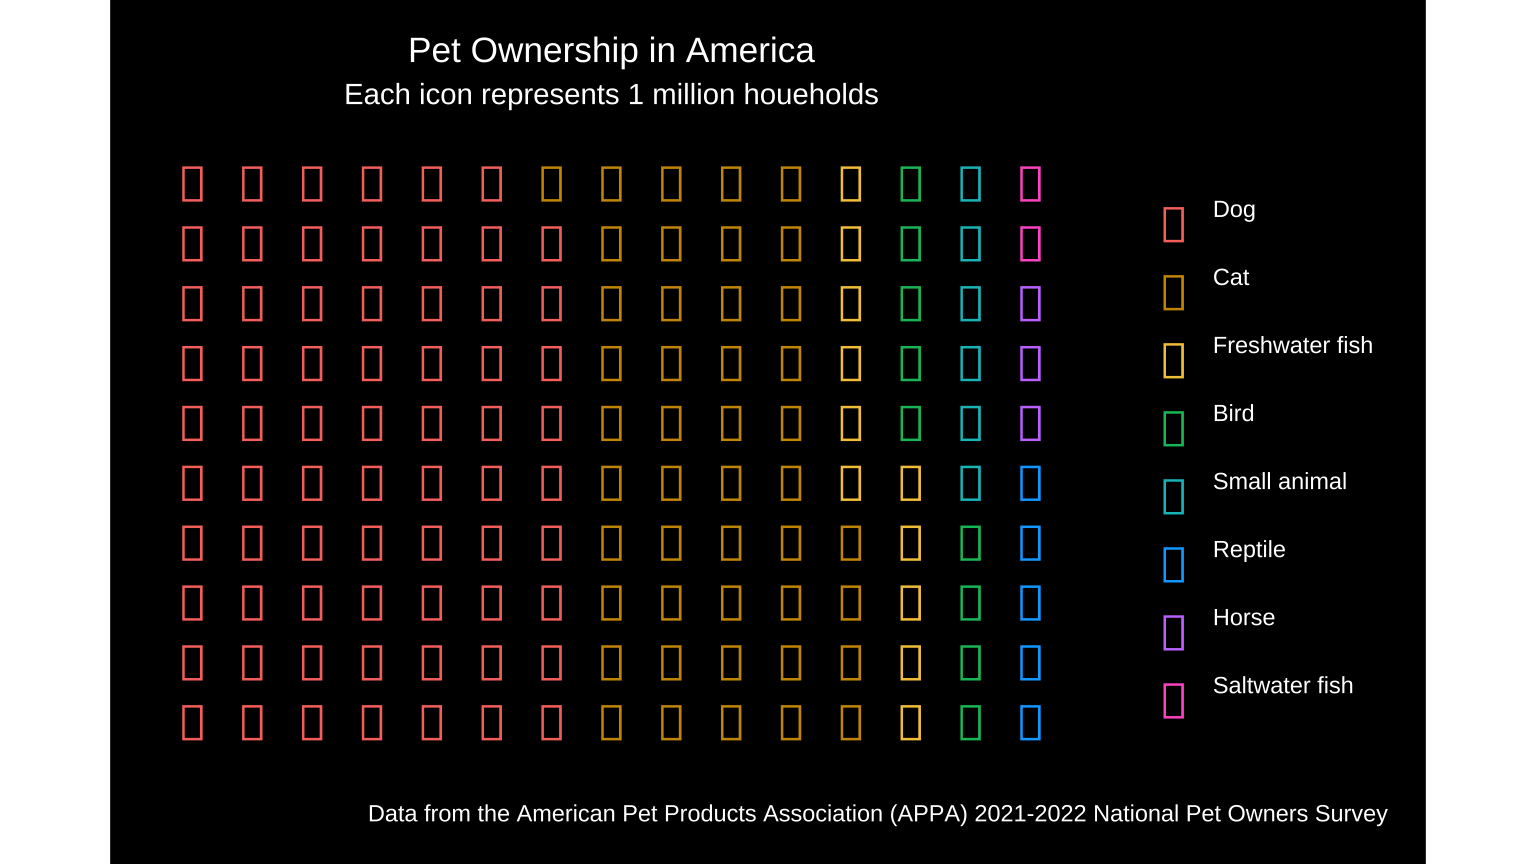 Pet Ownership in America
Each icon represents 1 million houeholds
Dog
Cat
Freshwater fish
Bird
Small animal
Reptile
Horse
Saltwater fish
Data from the American Pet Products Association (APPA) 2021-2022 National Pet Owners Survey